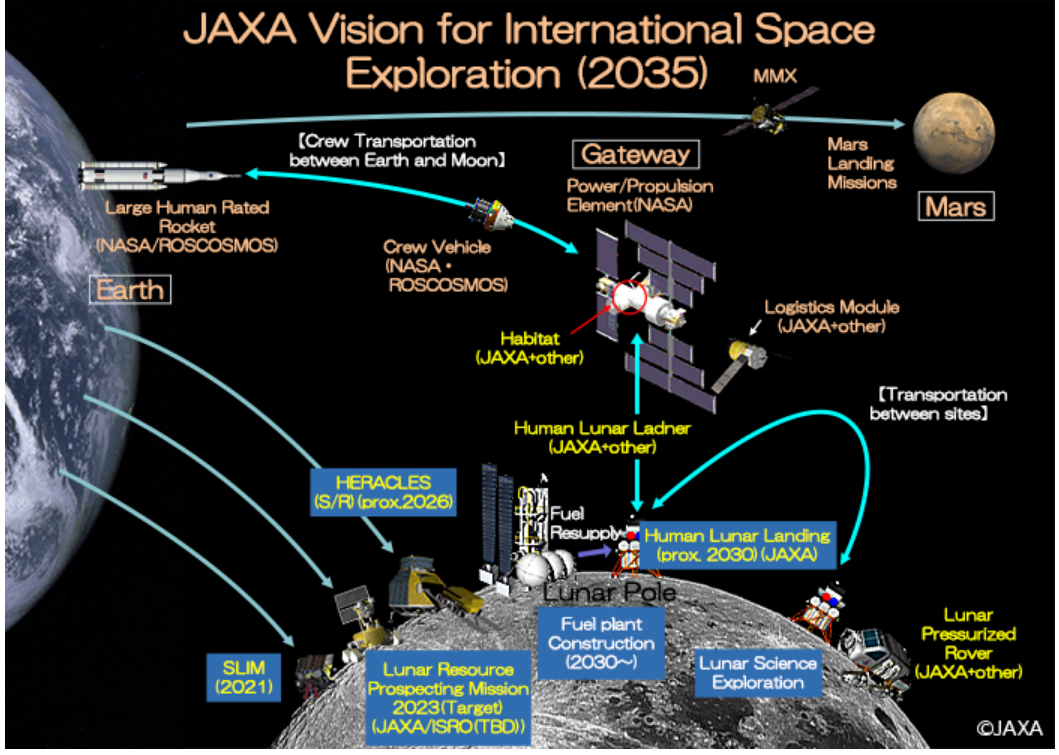 JAXA Vision for International Space
Exploration (2035)
MMX
【Crew Transportation
between Earth and Moon】
Gateway
Power/Propulsion
Element(NASA)
Mars
Landing
Missions
Mars
Large Human Rated
Rocket
(NASA/ROSCOSMOS)
Crew Vehicle
(NASA・
ROSCOSMOS)
Earth
Habitat
(JAXA+other)
Logistics Module
(JAXA+other)
【Transportation
between sites】
Human Lunar Ladner
(JAXA+other)
HERACLES
(S/R) (prox.2026)
Fuel
Resupply
Human Lunar Landing
(prox. 2030) (JAXA)
Lunar Pole
Fuel plant
Construction
(2030～)
SLIM
(2021)
Lunar Resource
Prospecting Mission
2023(Target)
(JAXA/ISRO(TBD))
Lunar Science
Exploration
Lunar
Pressurized
Rover
(JAXA+other)
©JAXA